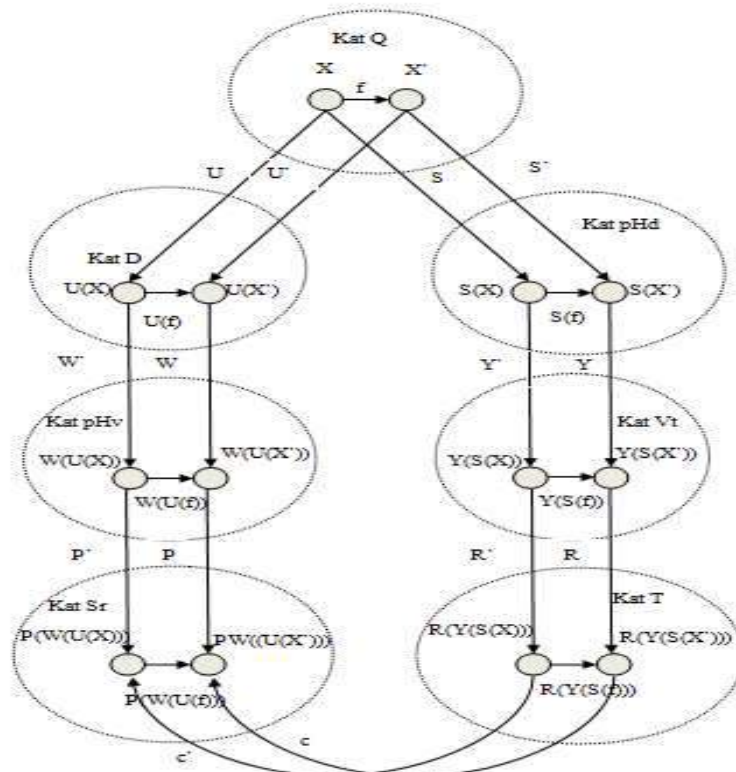 Kat Q
X X`
f
U U` S S`
Kat D Kat pHd
U(X) U(X`) S(X) S(X`)
U(f) S(f)
W` W Y` Y
Kat pHv Kat Vt
W(U(X)) W(U(X`)) Y(S(X)) Y(S(X`))
W(U(f)) Y(S(f))
P` P R` R
Kat Sr Kat T
P(W(U(X))) PW((U(X`))) R(Y(S(X))) R(Y(S(X`)))
P(W(U(f))) R(Y(S(f)))
c` c